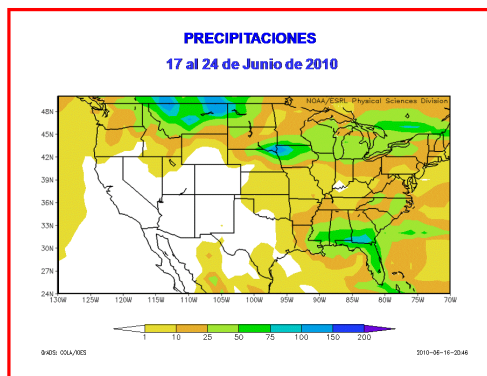 PRECIPITACIONES
17 al 24 de Junio de 2010
NOAA/ESRL Physical Sciences Division
48N
45N
42N
39N
36N
33N
30N
27N
24N
130W 125W 120W 115W 110W 105W 100W 95W 90W 85W 80W 75W 70W
1 10 25 50 75 100 150 200
GrADS: COLA/IGES 2010-06-16-20:46